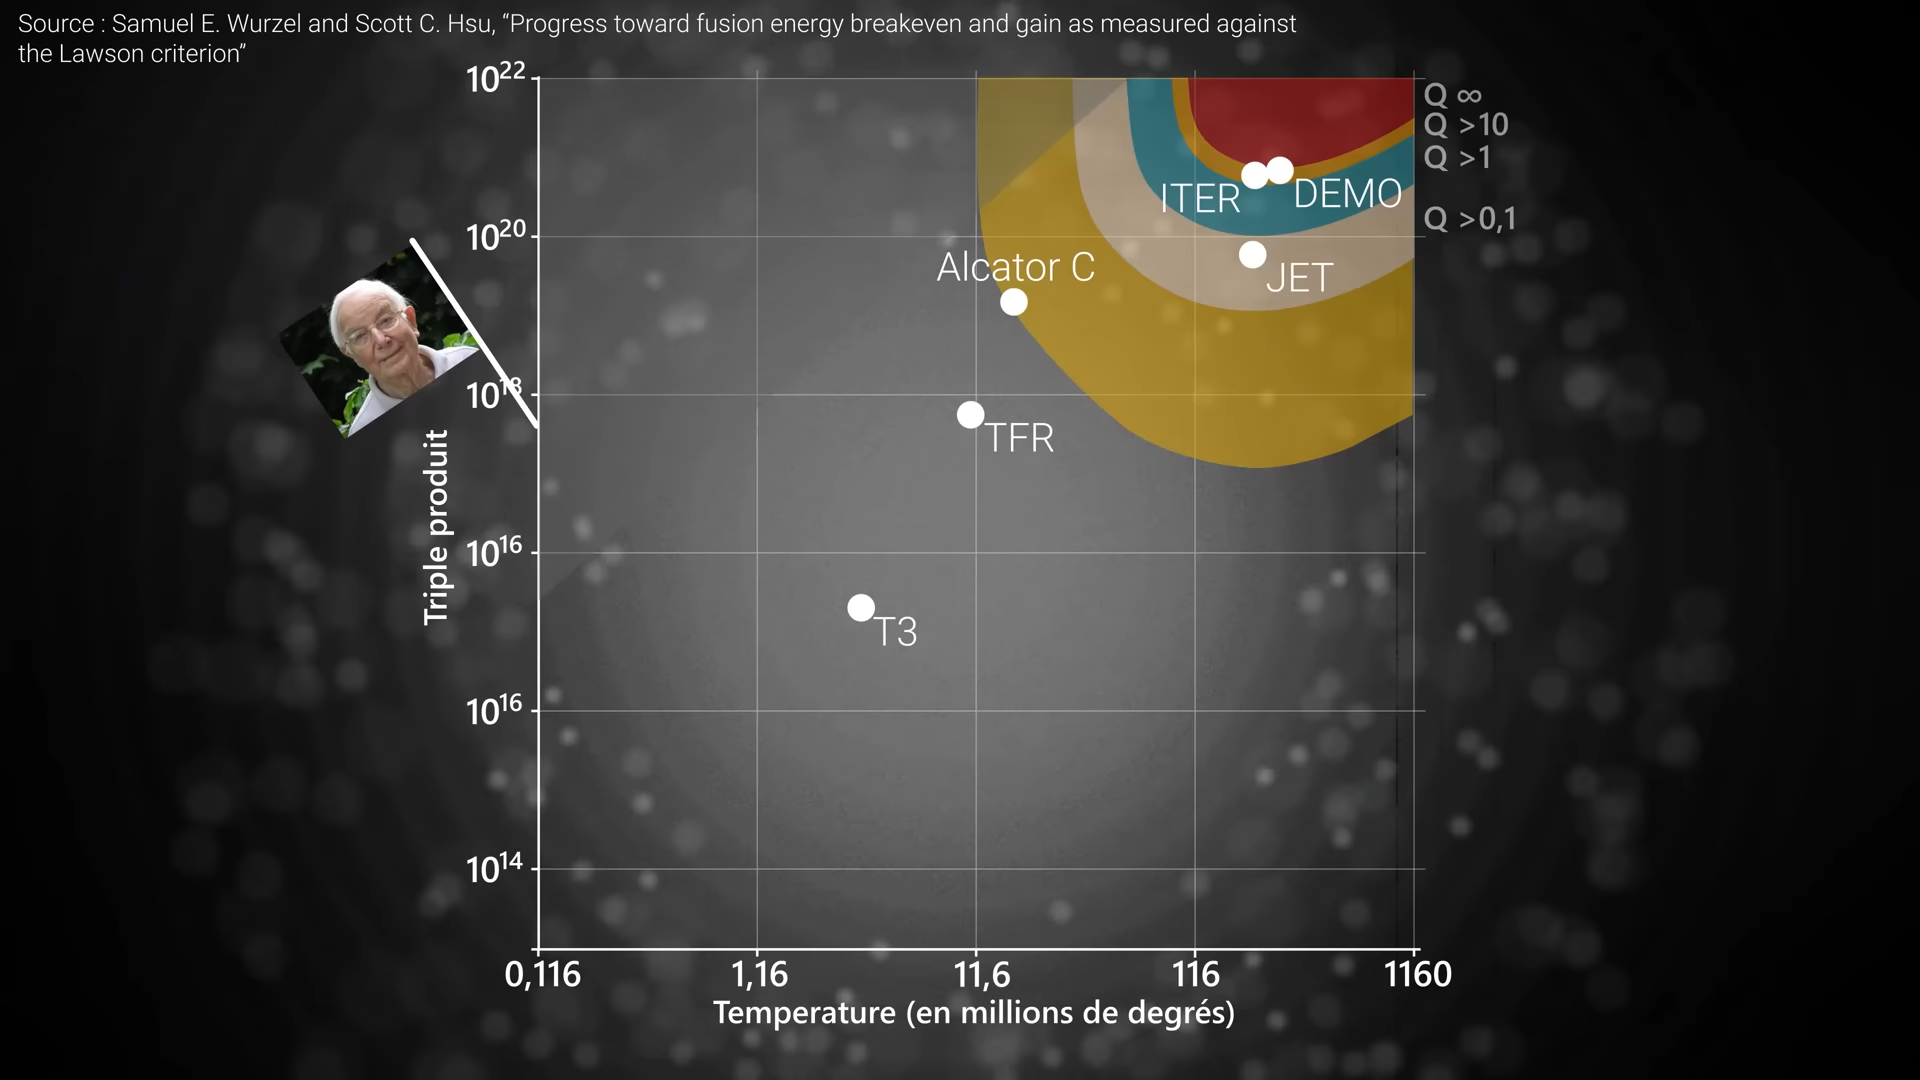 Source : Samuel E. Wurzel and Scott C. Hsu, “Progress toward fusion energy breakeven and gain as measured against
the Lawson criterion”
10²²
Q ∞
Q >10
Q >1
ITER
DEMO
Q >0,1
10²⁰
Alcator C
JET
10¹⁸
TFR
Triple produit
10¹⁶
T3
10¹⁶
10¹⁴
0,116
1,16
11,6
116
1160
Temperature (en millions de degrés)